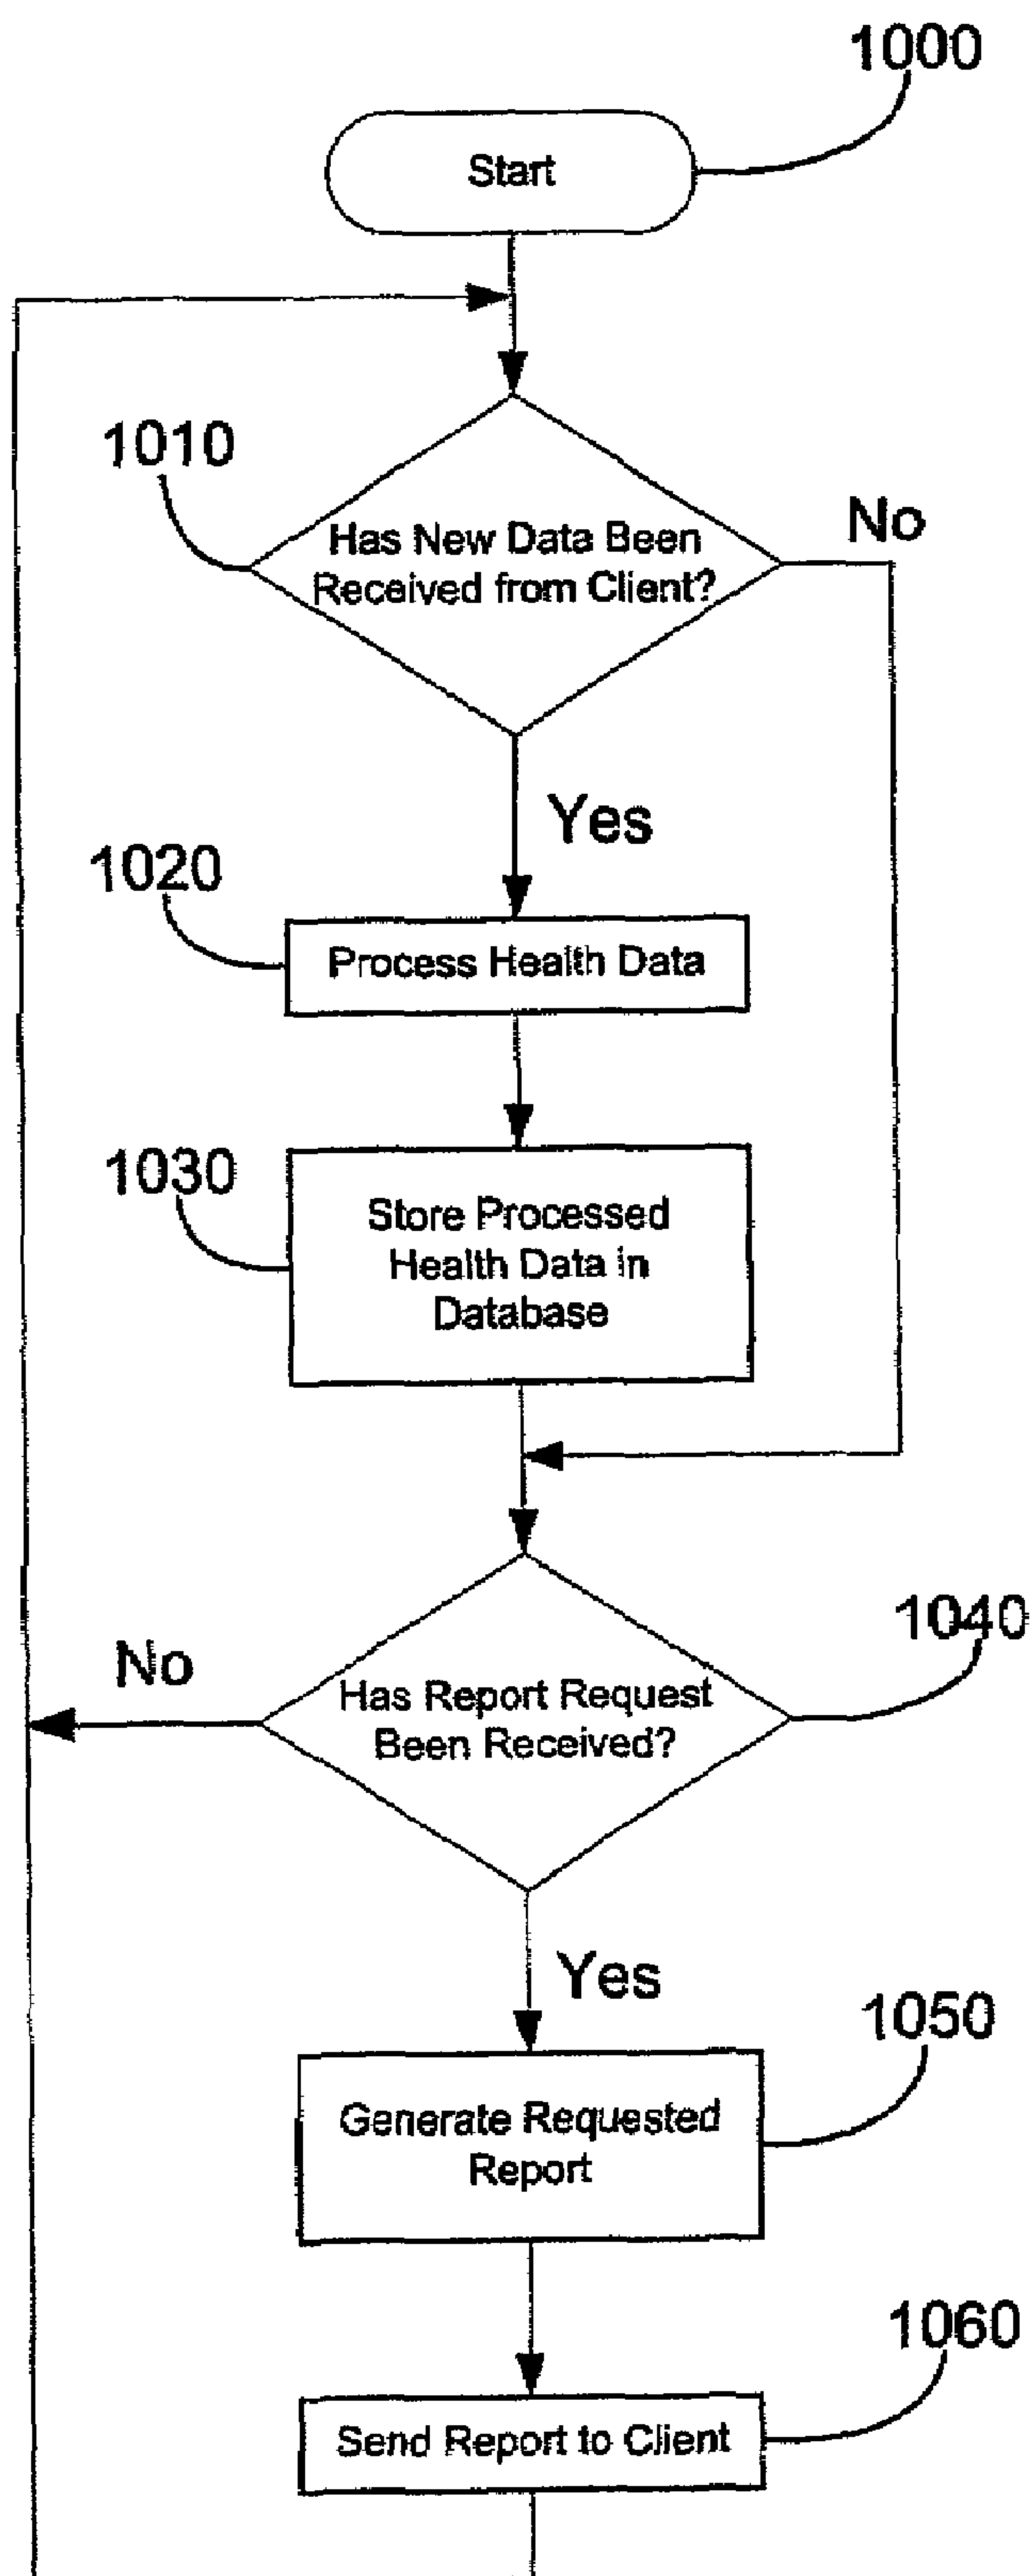 1000
Start
1010
Has New Data Been
Received from Client?
No
Yes
1020
Process Health Data
1030
Store Processed
Health Data in
Database
1040
No
Has Report Request
Been Received?
Yes
1050
Generate Requested
Report
1060
Send Report to Client